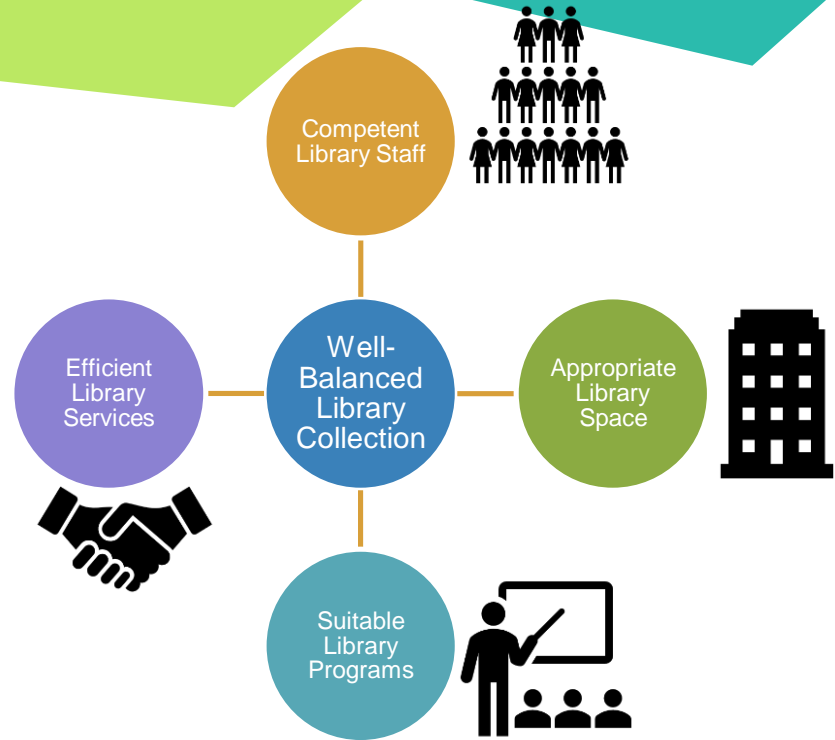 Competent
Library Staff
Efficient
Library
Services
Well-
Balanced
Library
Collection
Appropriate
Library
Space
Suitable
Library
Programs